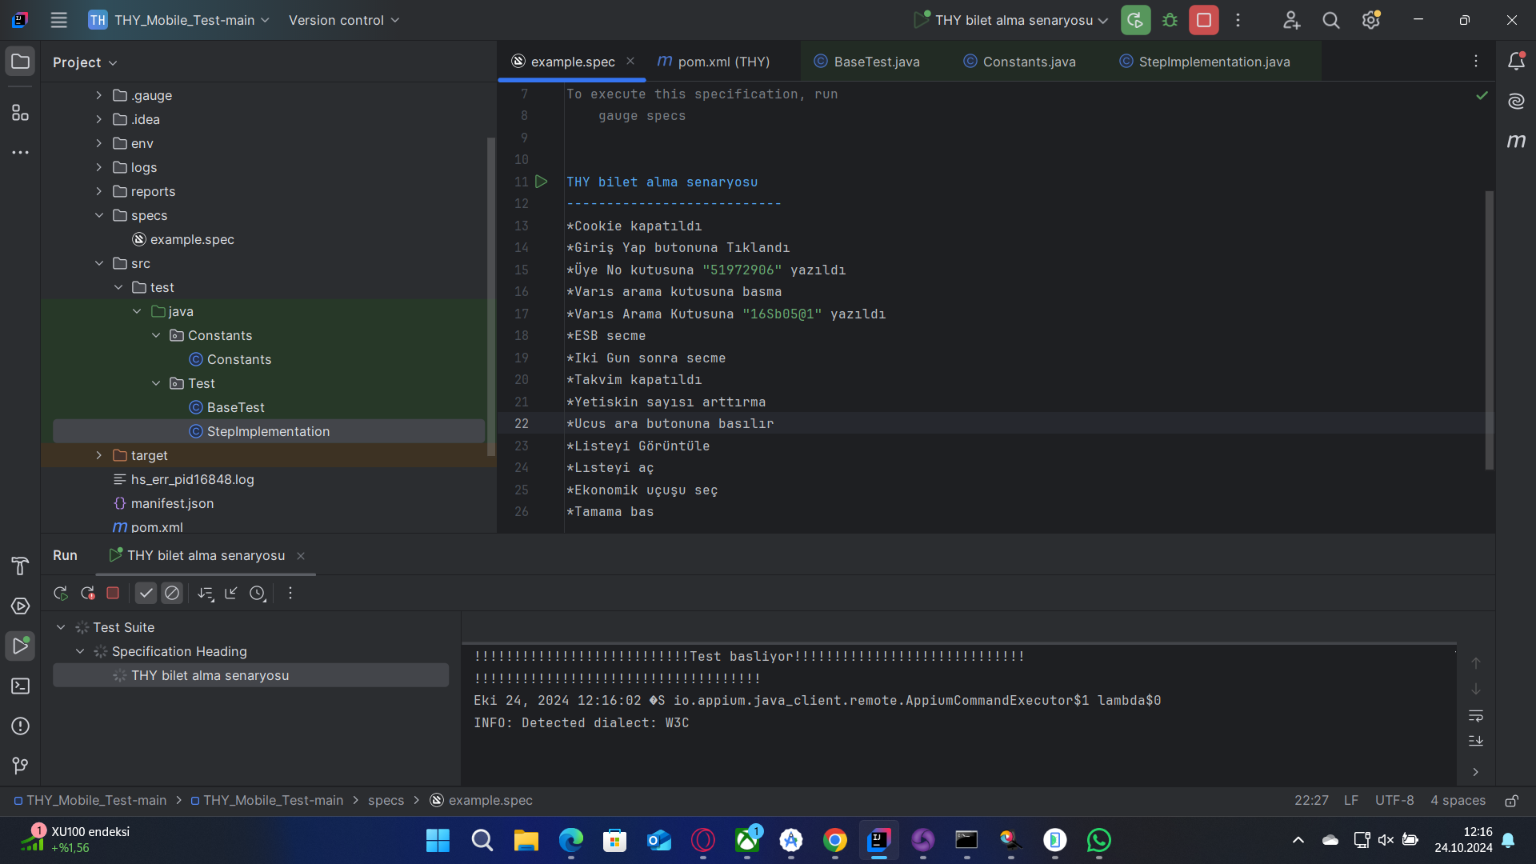 TH THY_Mobile_Test-main Version control THY bilet alma senaryosu
Project
example.spec
m pom.xml (THY)
BaseTest.java
Constants.java
StepImplementation.java
.gauge
.idea
env
logs
reports
specs
example.spec
src
test
java
Constants
Constants
Test
BaseTest
StepImplementation
target
hs_err_pid16848.log
{} manifest.json
m pom.xml
7 To execute this specification, run
8 gauge specs
9
10
11 THY bilet alma senaryosu
12 ---------------------------
13 *Cookie kapatıldı
14 *Giriş Yap butonuna Tıklandı
15 *Üye No kutusuna "51972906" yazıldı
16 *Varıs arama kutusuna basma
17 *Varıs Arama Kutusuna "16Sb05@1" yazıldı
18 *ESB secme
19 *Iki Gun sonra secme
20 *Takvim kapatıldı
21 *Yetiskin sayısı arttırma
22 *Ucus ara butonuna basılır
23 *Listeyi Görüntüle
24 *Lısteyi aç
25 *Ekonomik uçuşu seç
26 *Tamama bas
m
Run THY bilet alma senaryosu
Test Suite
Specification Heading
THY bilet alma senaryosu
!!!!!!!!!!!!!!!!!!!!!!!!!!!Test basliyor!!!!!!!!!!!!!!!!!!!!!!!!!!!!!
!!!!!!!!!!!!!!!!!!!!!!!!!!!!!!!!!!!!
Eki 24, 2024 12:16:02 �S io.appium.java_client.remote.AppiumCommandExecutor$1 lambda$0
INFO: Detected dialect: W3C
THY_Mobile_Test-main > THY_Mobile_Test-main > specs > example.spec
22:27 LF UTF-8 4 spaces
1 XU100 endeksi
+%1,56
1
12:16
24.10.2024